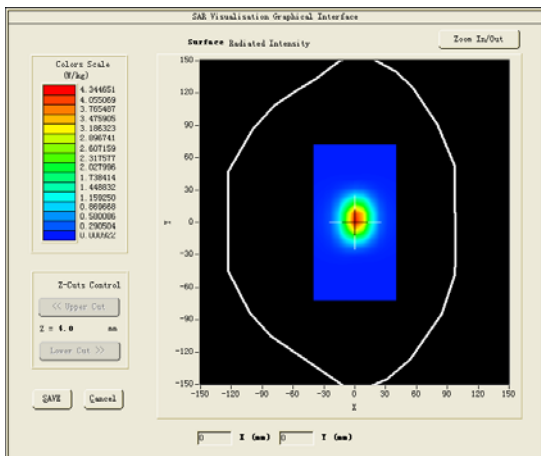 SAR Visualisation Graphical Interface
Surface Radiated Intensity
Zoom In/Out
Colors Scale
(W/kg)
4.344651
4.055069
3.765487
3.475905
3.186323
2.896741
2.607159
2.317577
2.027996
1.738414
1.448832
1.159250
0.869668
0.580086
0.290504
0.000922
Z-Cuts Control
<< Upper Cut
Z = 4.0 mm
Lower Cut >>
SAVE
Cancel
150
120
90
60
30
0
-30
-60
-90
-120
-150
Y
-150 -120 -90 -60 -30 0 30 60 90 120 150
X
0 X (mm) 0 Y (mm)